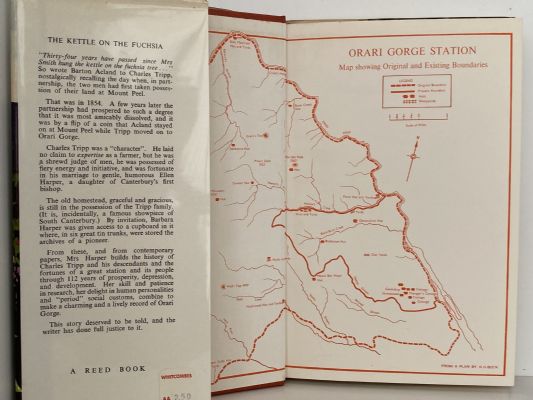 THE KETTLE ON THE FUCHSIA
"Thirty-four years have passed since Mrs
Smith hung the kettle on the fuchsia tree . . ."
So wrote Barton Acland to Charles Tripp,
nostalgically recalling the day when, in part-
nership, the two men had first taken posses-
sion of their land at Mount Peel.
That was in 1854. A few years later the
partnership had prospered to such a degree
that it was most amicably dissolved, and it
was by a flip of a coin that Acland stayed
on at Mount Peel while Tripp moved on to
Orari Gorge.
Charles Tripp was a "character". He laid
no claim to expertise as a farmer, but he was
a shrewd judge of men, he was possessed of
fiery energy and initiative, and was fortunate
in his marriage to gentle, humorous Ellen
Harper, a daughter of Canterbury's first
bishop.
The old homestead, graceful and gracious,
is still in the possession of the Tripp family.
(It is, incidentally, a famous showpiece of
South Canterbury.) By invitation, Barbara
Harper was given access to a cupboard in it
where, in six great tin trunks, were stored the
archives of a pioneer.
From these, and from contemporary
papers, Mrs Harper builds the history of
Charles Tripp and his descendants and the
fortunes of a great station and its people
through 112 years of prosperity, depression,
and development. Her skill and patience
in research, her delight in human personalities
and "period" social customs, combine to
make a charming and a lively record of Orari
Gorge.
This story deserved to be told, and the
writer has done full justice to it.
A REED BOOK
WHITCOMBES
2.50
ORARI GORGE STATION
Map showing Original and Existing Boundaries
LEGEND
Original Boundary
Present Boundary
Scale of Miles
FROM A PLAN BY